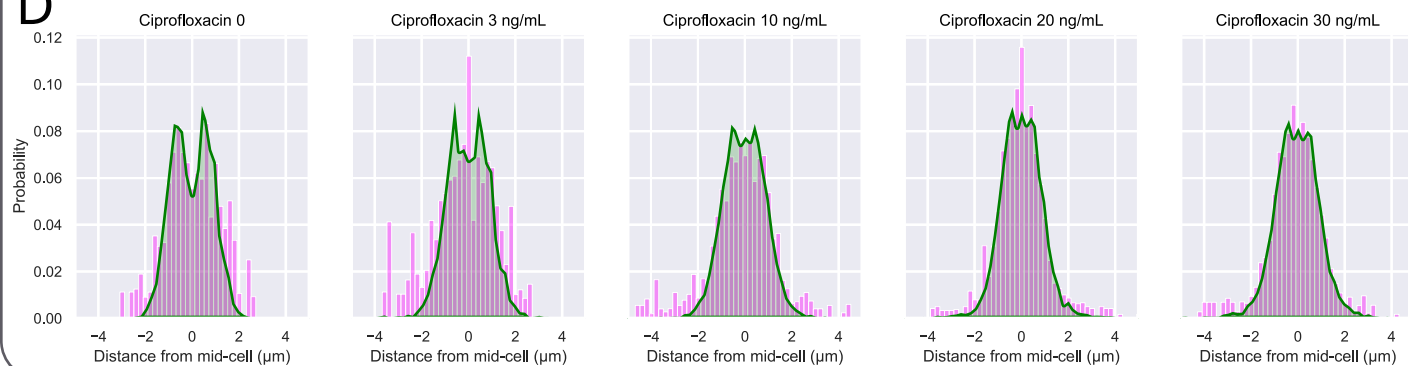 D
Ciprofloxacin 0
Ciprofloxacin 3 ng/mL
Ciprofloxacin 10 ng/mL
Ciprofloxacin 20 ng/mL
Ciprofloxacin 30 ng/mL
Probability
0.12
0.10
0.08
0.06
0.04
0.02
0.00
−4 −2 0 2 4
−4 −2 0 2 4
−4 −2 0 2 4
−4 −2 0 2 4
−4 −2 0 2 4
Distance from mid-cell (μm)
Distance from mid-cell (μm)
Distance from mid-cell (μm)
Distance from mid-cell (μm)
Distance from mid-cell (μm)